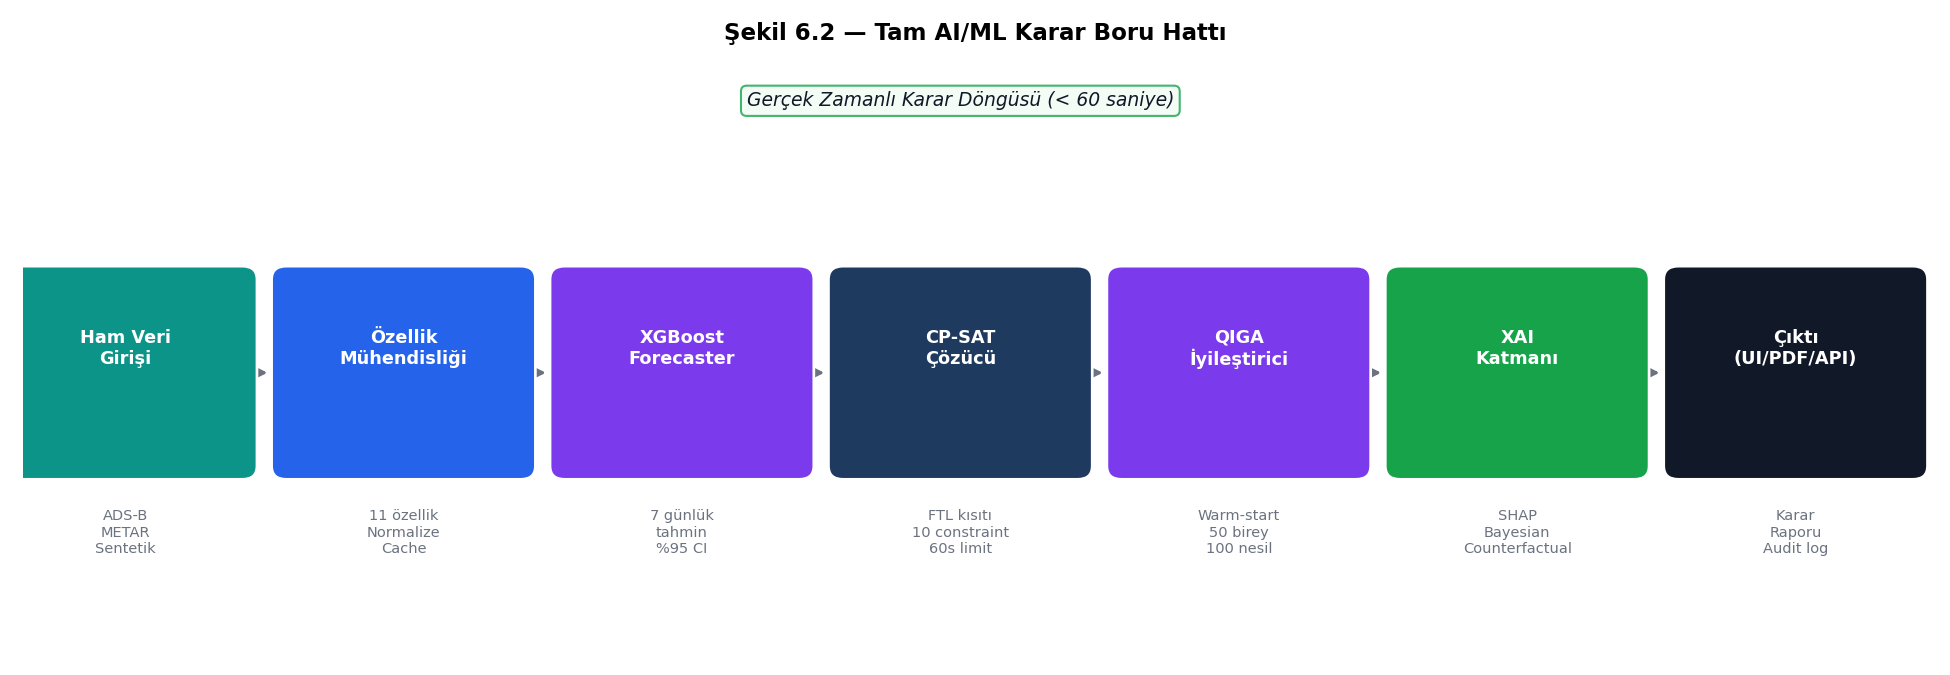 Şekil 6.2 — Tam AI/ML Karar Boru Hattı
Gerçek Zamanlı Karar Döngüsü (< 60 saniye)
Ham Veri
Girişi
Özellik
Mühendisliği
XGBoost
Forecaster
CP-SAT
Çözücü
QIGA
İyileştirici
XAI
Katmanı
Çıktı
(UI/PDF/API)
ADS-B
METAR
Sentetik
11 özellik
Normalize
Cache
7 günlük
tahmin
%95 CI
FTL kısıtı
10 constraint
60s limit
Warm-start
50 birey
100 nesil
SHAP
Bayesian
Counterfactual
Karar
Raporu
Audit log